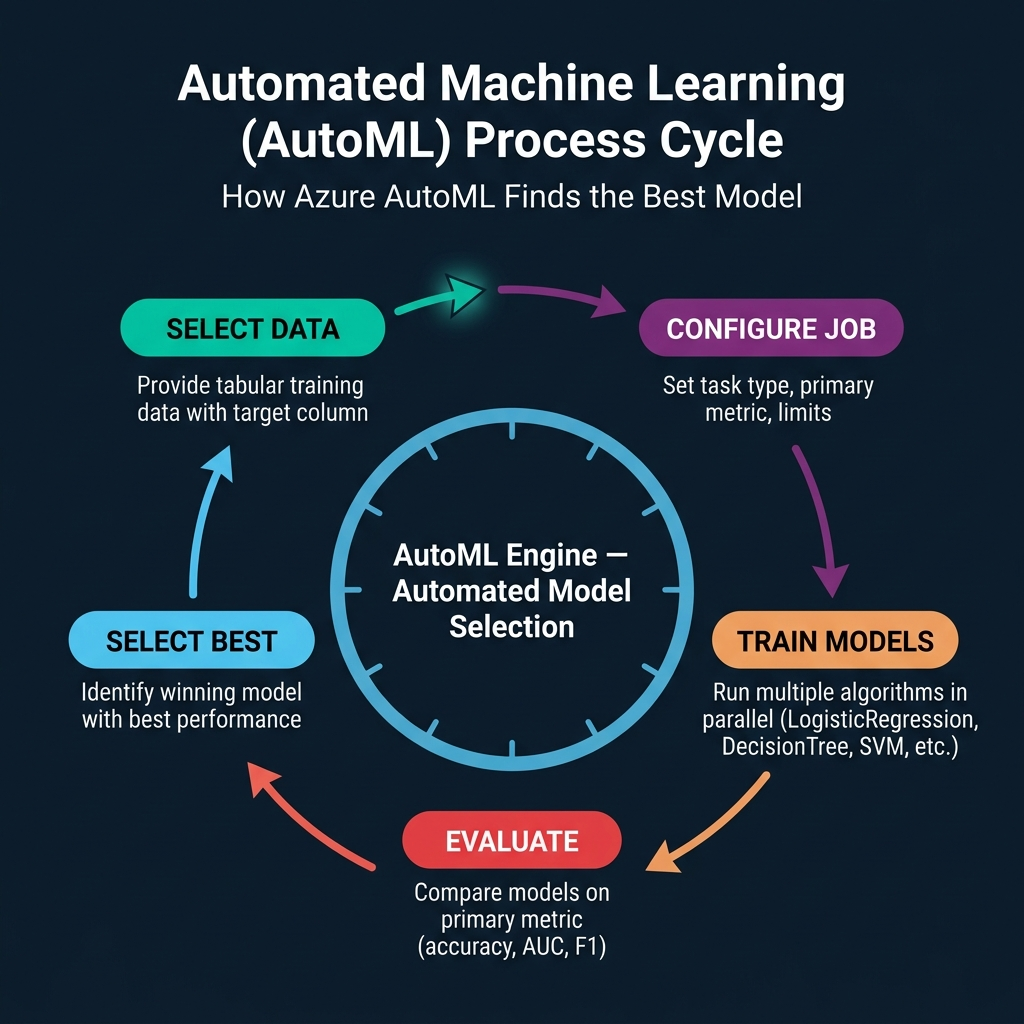 Automated Machine Learning
(AutoML) Process Cycle
How Azure AutoML Finds the Best Model
SELECT DATA
Provide tabular training
data with target column
CONFIGURE JOB
Set task type, primary
metric, limits
AutoML Engine —
Automated Model
Selection
TRAIN MODELS
Run multiple algorithms in
parallel (LogisticRegression,
DecisionTree, SVM, etc.)
EVALUATE
Compare models on
primary metric
(accuracy, AUC, F1)
SELECT BEST
Identify winning model
with best performance